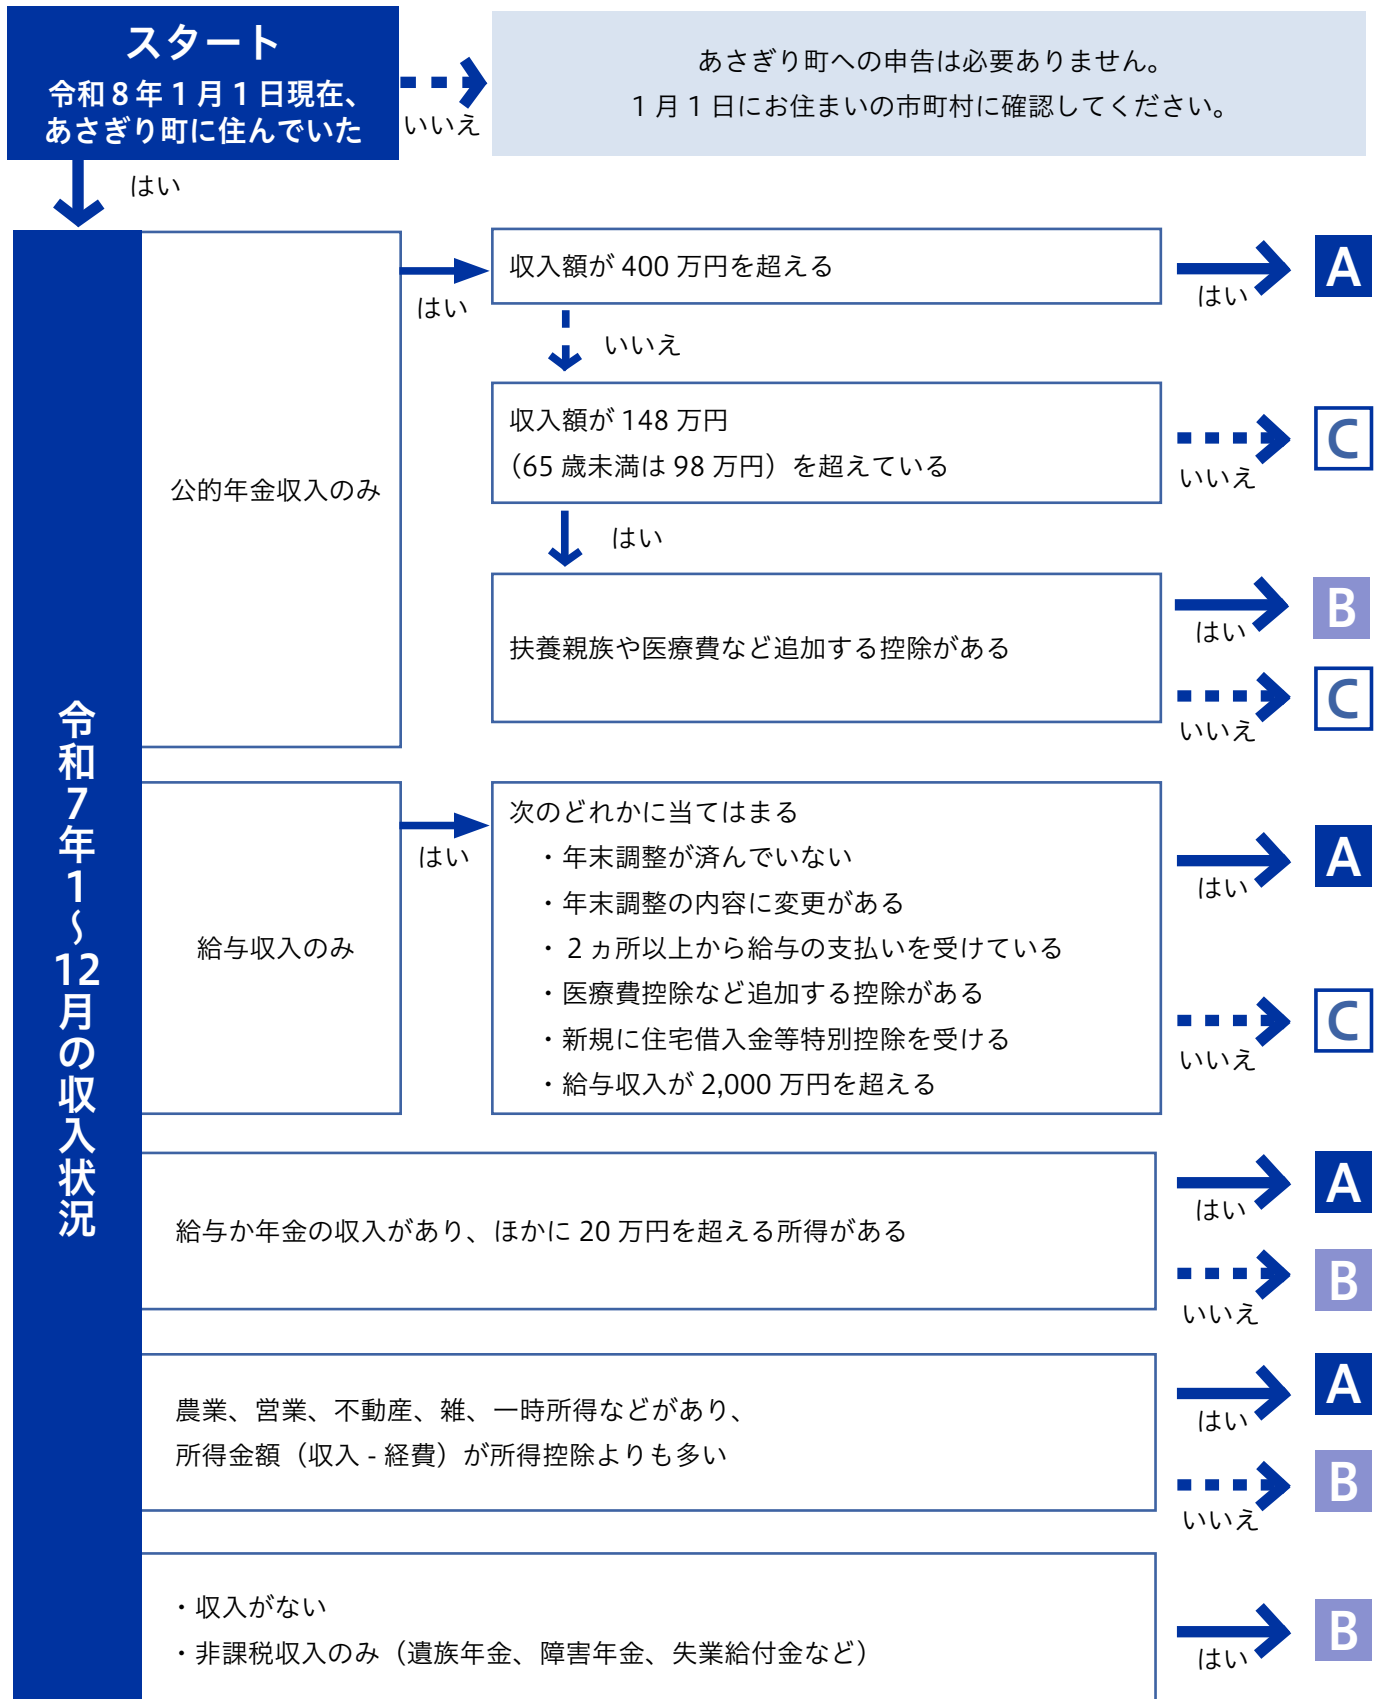 スタート
令和8年1月1日現在、
あさぎり町に住んでいた
いいえ
あさぎり町への申告は必要ありません。
1月1日にお住まいの市町村に確認してください。
はい
令和7年1～12月の収入状況
公的年金収入のみ
はい
収入額が 400 万円を超える
はい
A
いいえ
収入額が 148 万円
（65 歳未満は 98 万円）を超えている
いいえ
C
はい
扶養親族や医療費など追加する控除がある
はい
B
いいえ
C
給与収入のみ
はい
次のどれかに当てはまる
・年末調整が済んでいない
・年末調整の内容に変更がある
・２ヵ所以上から給与の支払いを受けている
・医療費控除など追加する控除がある
・新規に住宅借入金等特別控除を受ける
・給与収入が 2,000 万円を超える
はい
A
いいえ
C
給与か年金の収入があり、ほかに 20 万円を超える所得がある
はい
A
いいえ
B
農業、営業、不動産、雑、一時所得などがあり、
所得金額（収入 - 経費）が所得控除よりも多い
はい
A
いいえ
B
・収入がない
・非課税収入のみ（遺族年金、障害年金、失業給付金など）
はい
B